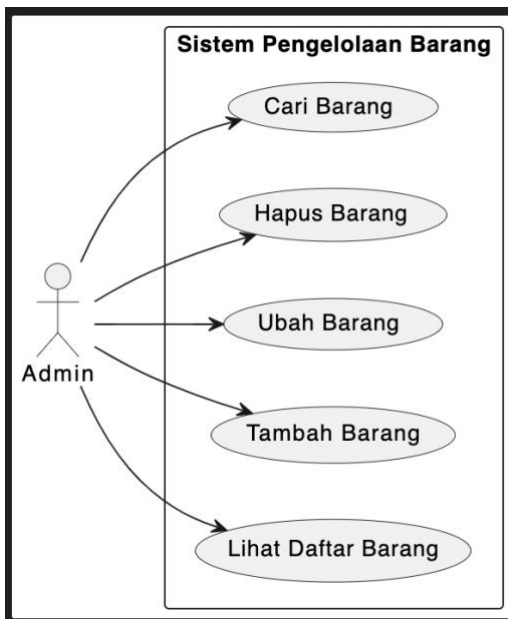 Sistem Pengelolaan Barang
Cari Barang
Hapus Barang
Ubah Barang
Admin
Tambah Barang
Lihat Daftar Barang